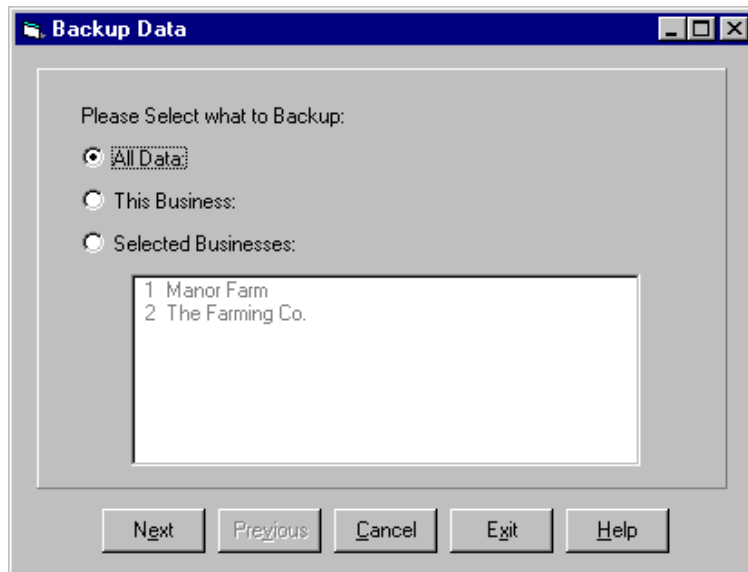 Backup Data
Please Select what to Backup:
All Data:
This Business:
Selected Businesses:
1 Manor Farm
2 The Farming Co.
Next Previous Cancel Exit Help